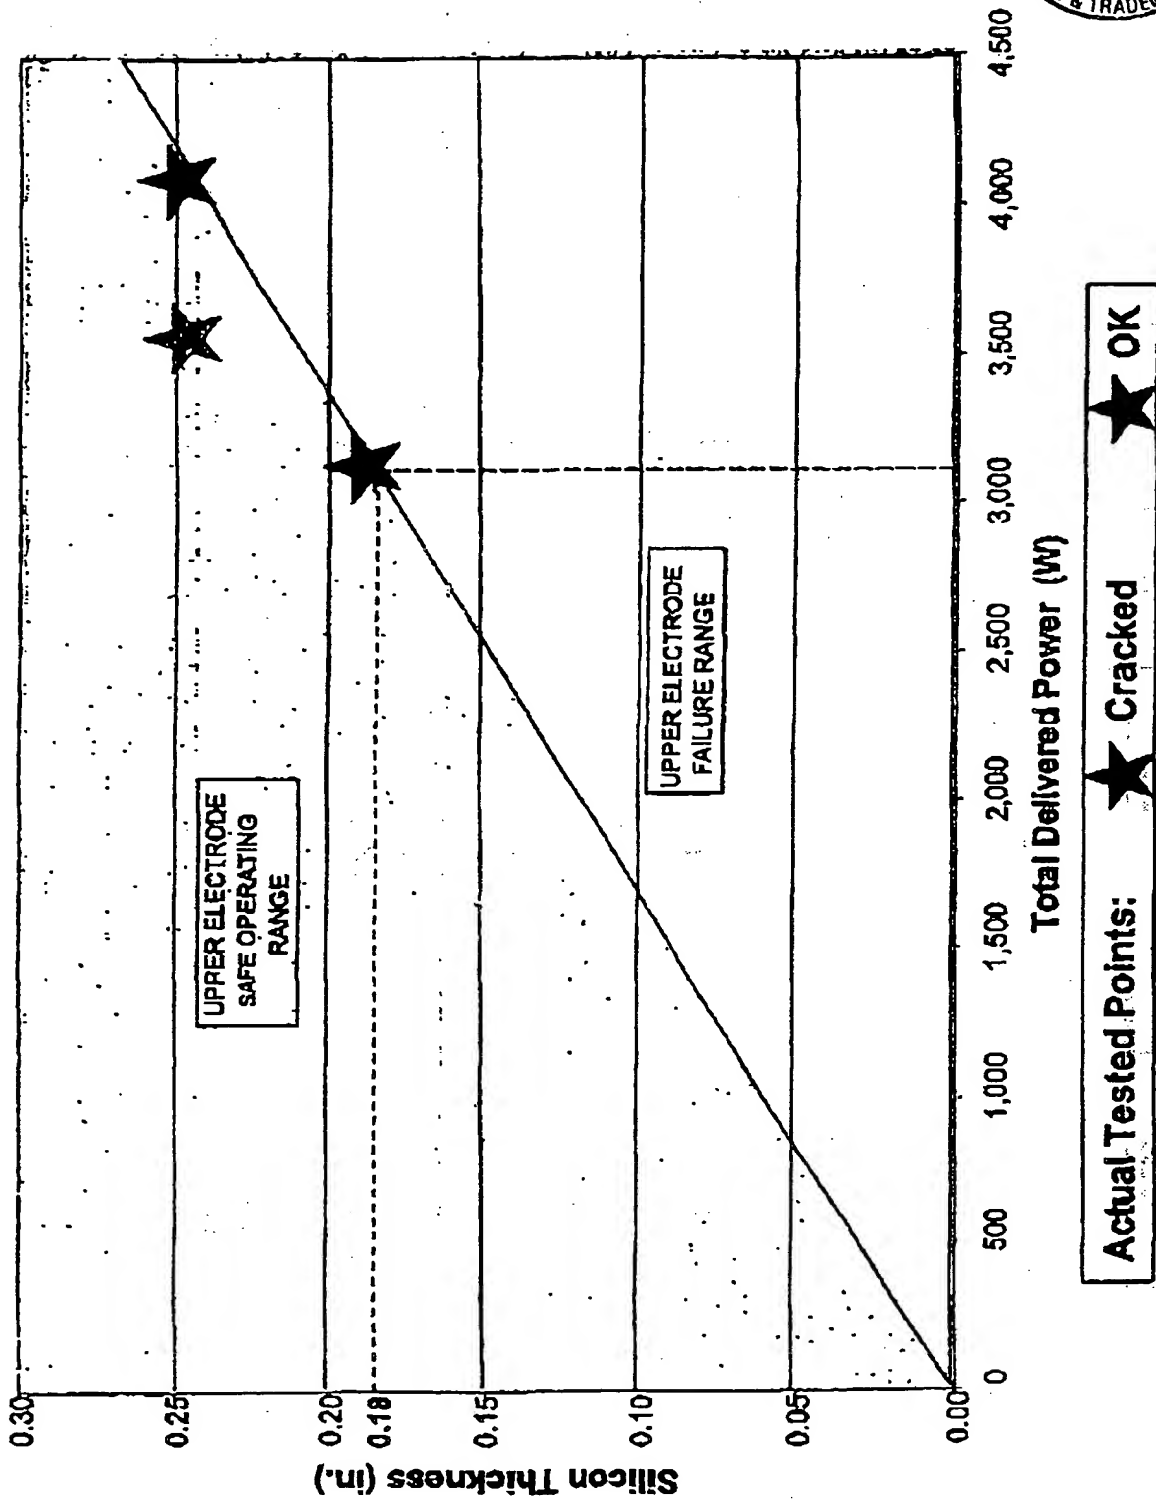 & TRADEM
Silicon Thickness (in.)
0.30
0.25
0.20
0.18
0.15
0.10
0.05
0.00
UPPER ELECTRODE
SAFE OPERATING
RANGE
UPPER ELECTRODE
FAILURE RANGE
0
500
1,000
1,500
2,000
2,500
3,000
3,500
4,000
4,500
Total Delivered Power (W)
Actual Tested Points: Cracked OK